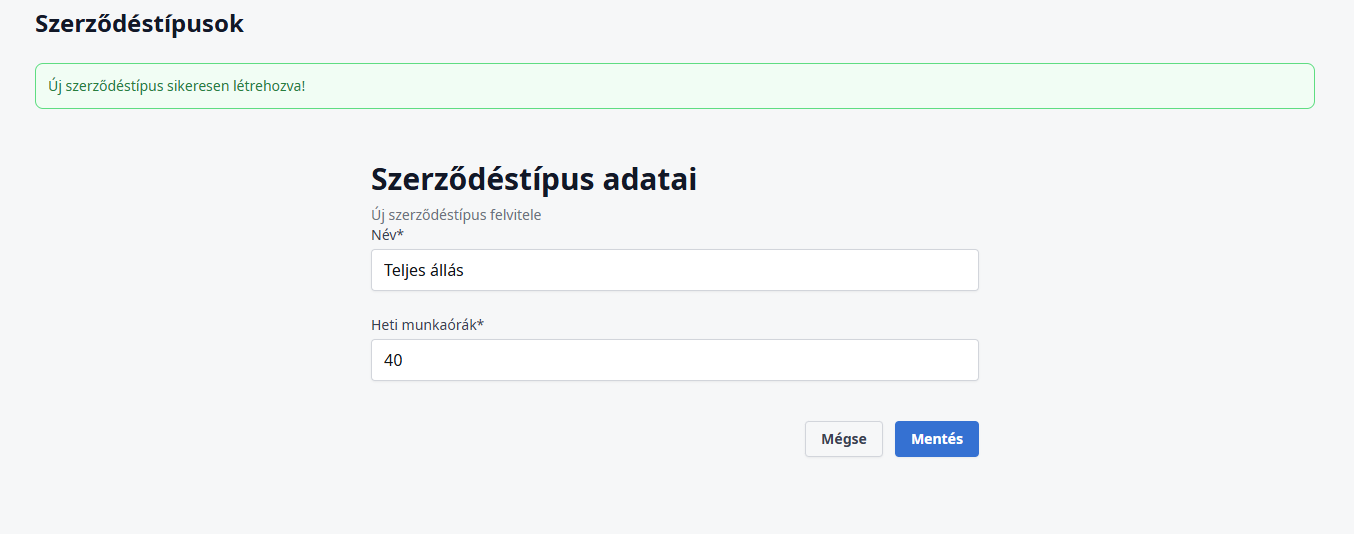 Szerződéstípusok
Új szerződéstípus sikeresen létrehozva!
Szerződéstípus adatai
Új szerződéstípus felvitele
Név*
Teljes állás
Heti munkaórák*
40
Mégse
Mentés